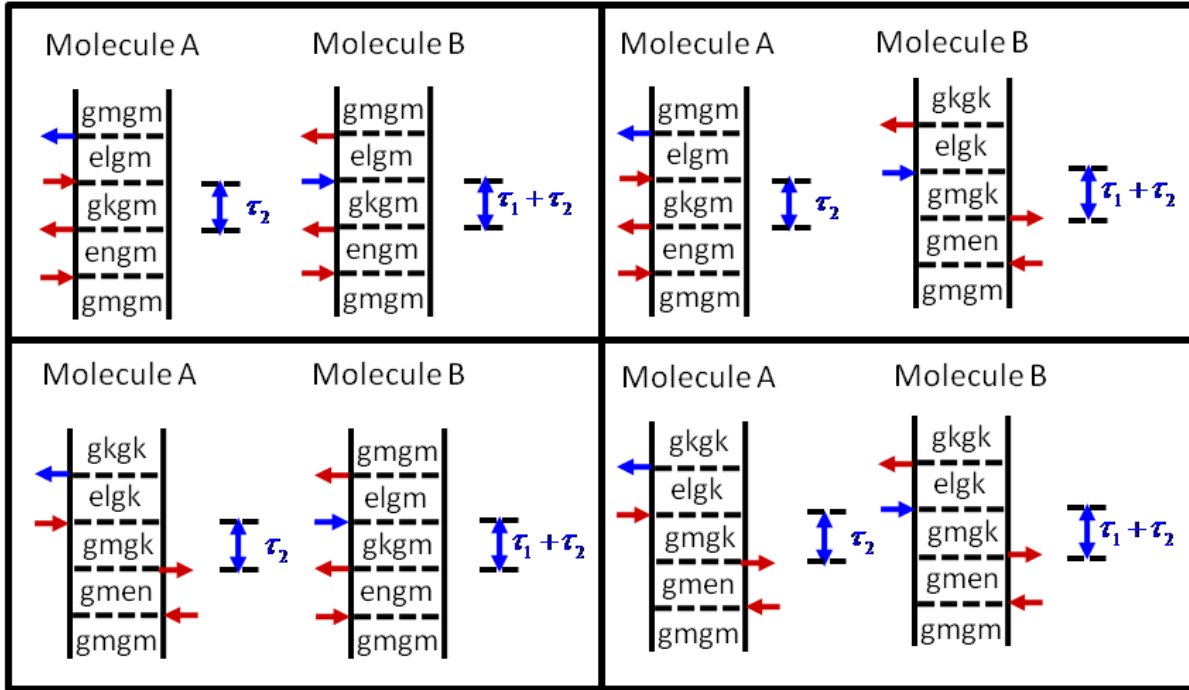 Molecule A
gmgm
elgm
gkgm
engm
gmgm
τ2
Molecule B
gmgm
elgm
gkgm
engm
gmgm
τ1 + τ2
Molecule A
gmgm
elgm
gkgm
engm
gmgm
τ2
Molecule B
gkgk
elgk
gmgk
gmen
gmgm
τ1 + τ2
Molecule A
gkgk
elgk
gmgk
gmen
gmgm
τ2
Molecule B
gmgm
elgm
gkgm
engm
gmgm
τ1 + τ2
Molecule A
gkgk
elgk
gmgk
gmen
gmgm
τ2
Molecule B
gkgk
elgk
gmgk
gmen
gmgm
τ1 + τ2